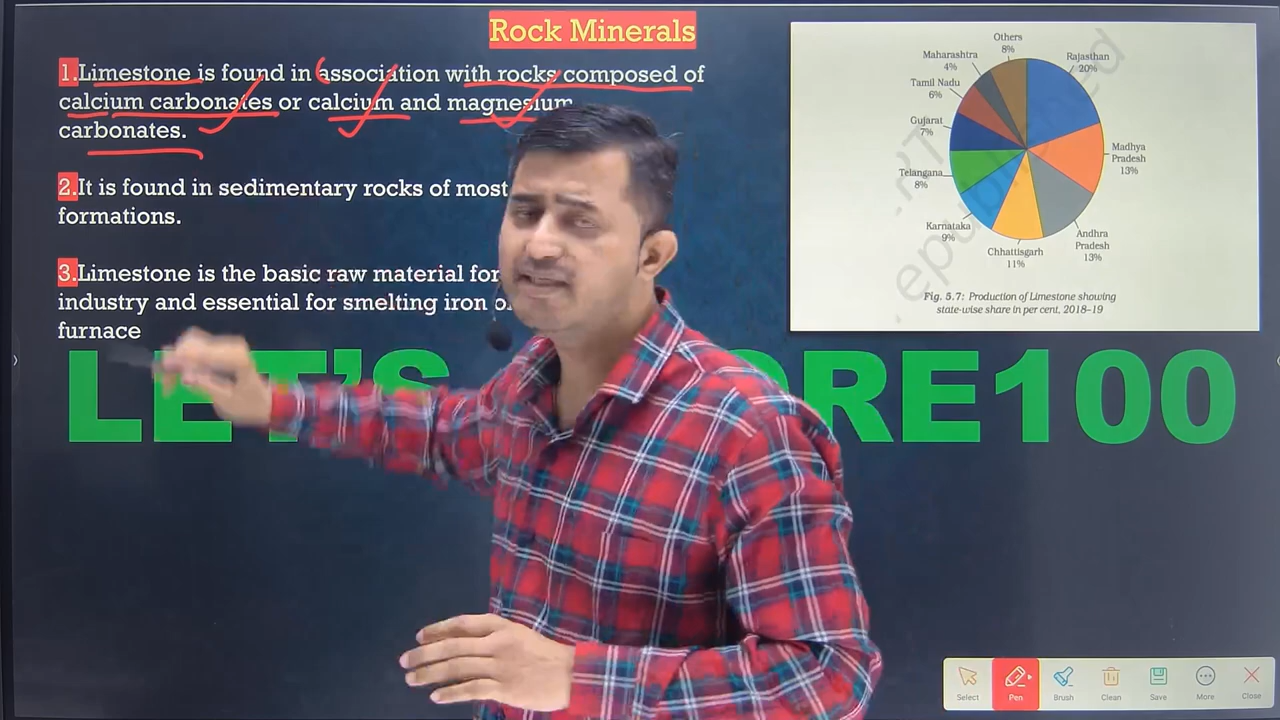 Rock Minerals
1.Limestone is found in association with rocks composed of
calcium carbonates or calcium and magnesium
carbonates.
2.It is found in sedimentary rocks of most
formations.
3.Limestone is the basic raw material for
industry and essential for smelting iron
furnace
LET'S ORE100
Others
8%
Maharashtra
4%
Rajasthan
20%
Tamil Nadu
6%
Gujarat
7%
Madhya
Pradesh
13%
Telangana
8%
Karnataka
9%
Andhra
Pradesh
13%
Chhattisgarh
11%
Fig. 5.7: Production of Limestone showing
state-wise share in per cent, 2018–19
Select Pen Brush Clean Save More Close